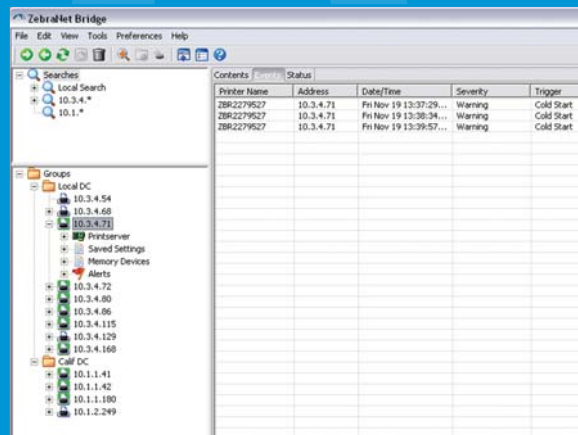 ZebraNet Bridge
File Edit View Tools Preferences Help
Searches
Local Search
10.3.4.*
10.1.*
Groups
Local DC
10.3.4.54
10.3.4.68
10.3.4.71
Printserver
Saved Settings
Memory Devices
Alerts
10.3.4.72
10.3.4.80
10.3.4.86
10.3.4.115
10.3.4.129
10.3.4.168
Calif DC
10.1.1.41
10.1.1.42
10.1.1.180
10.1.2.249
Contents Events Status
Printer Name Address Date/Time Severity Trigger
ZBR2279527 10.3.4.71 Fri Nov 19 13:37:29... Warning Cold Start
ZBR2279527 10.3.4.71 Fri Nov 19 13:38:34... Warning Cold Start
ZBR2279527 10.3.4.71 Fri Nov 19 13:39:57... Warning Cold Start